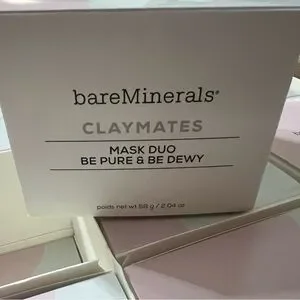 bareMinerals®
CLAYMATES
MASK DUO
BE PURE & BE DEWY
poids net wt 58 g / 2.04 oz